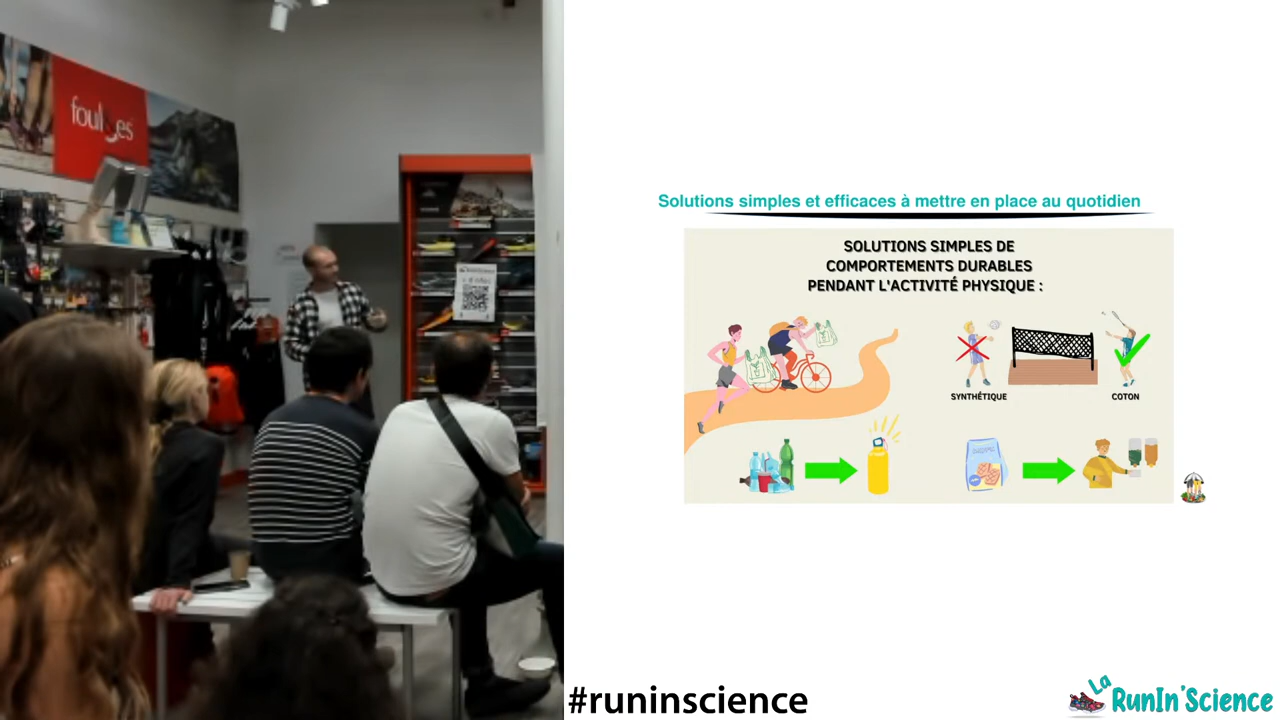 foulées
Solutions simples et efficaces à mettre en place au quotidien
SOLUTIONS SIMPLES DE
COMPORTEMENTS DURABLES
PENDANT L'ACTIVITÉ PHYSIQUE :
SYNTHÉTIQUE
COTON
#runinscience
La
RunIn'Science